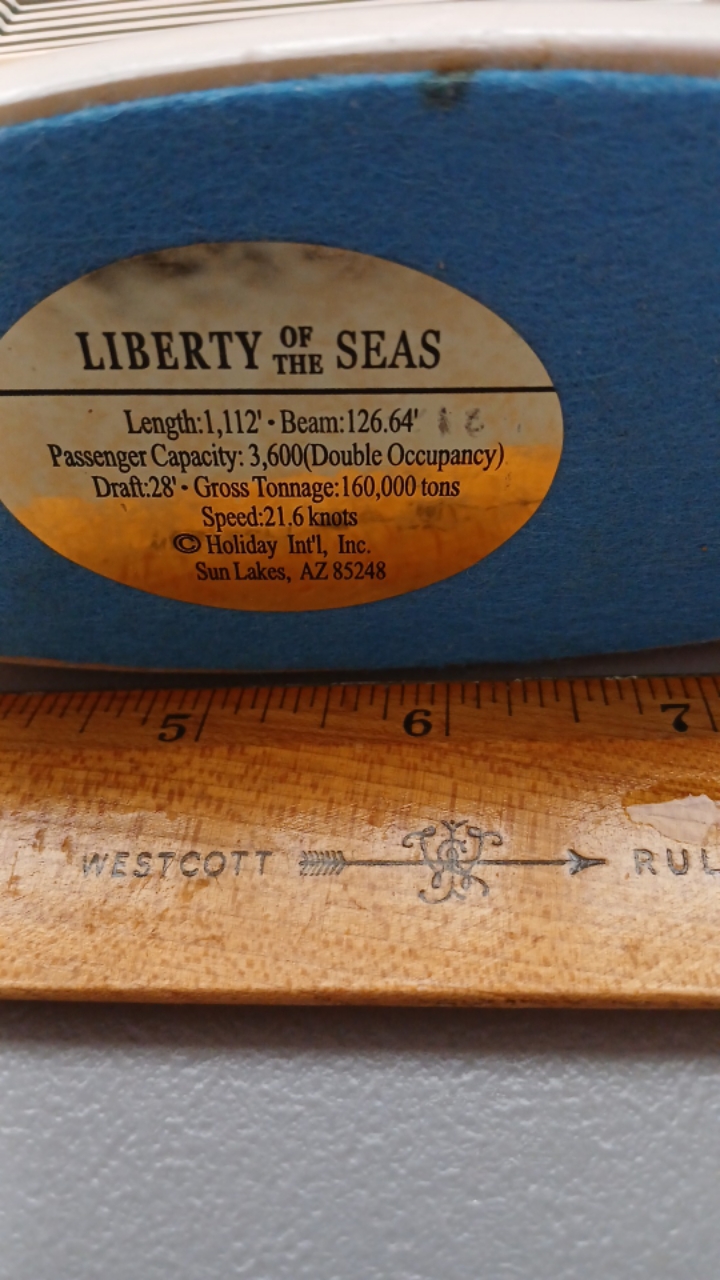 LIBERTY OF THE SEAS
Length:1,112' • Beam:126.64'
Passenger Capacity: 3,600(Double Occupancy)
Draft:28' • Gross Tonnage:160,000 tons
Speed:21.6 knots
© Holiday Int'l, Inc.
Sun Lakes, AZ 85248
5 6 7
WESTCOTT RUL